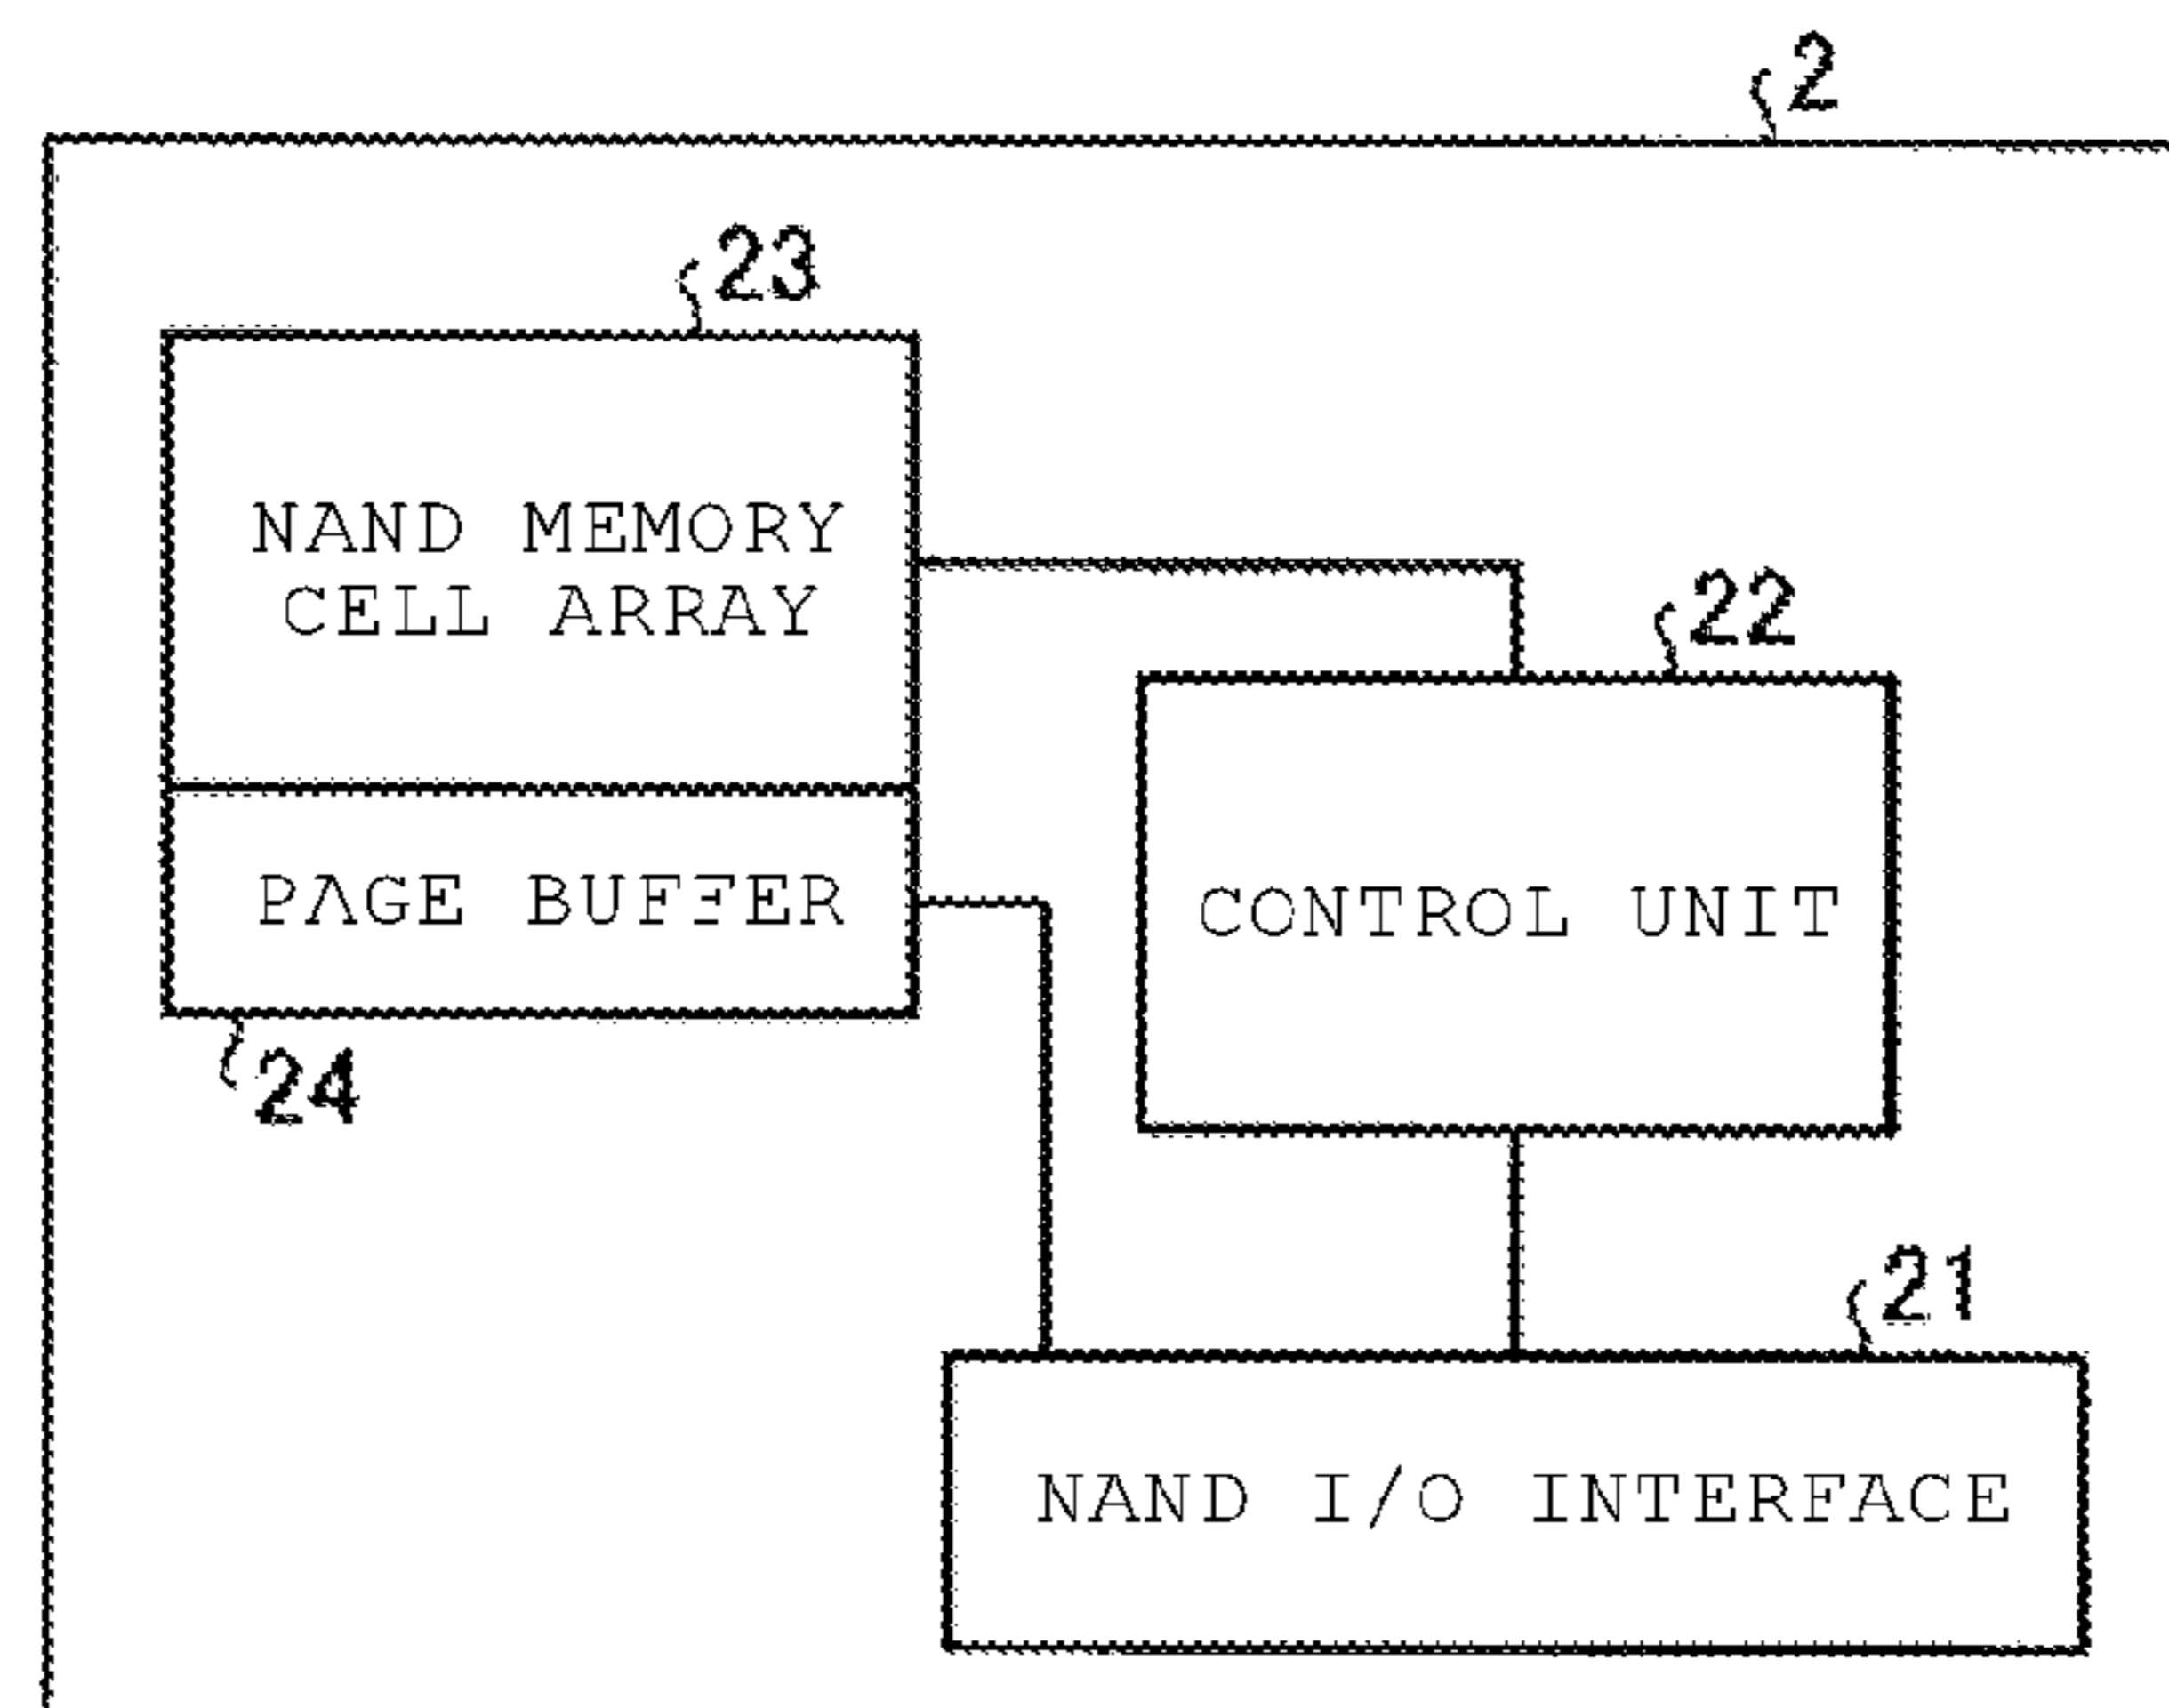 2
23
NAND MEMORY
CELL ARRAY
22
PAGE BUFFER
CONTROL UNIT
24
21
NAND I/O INTERFACE